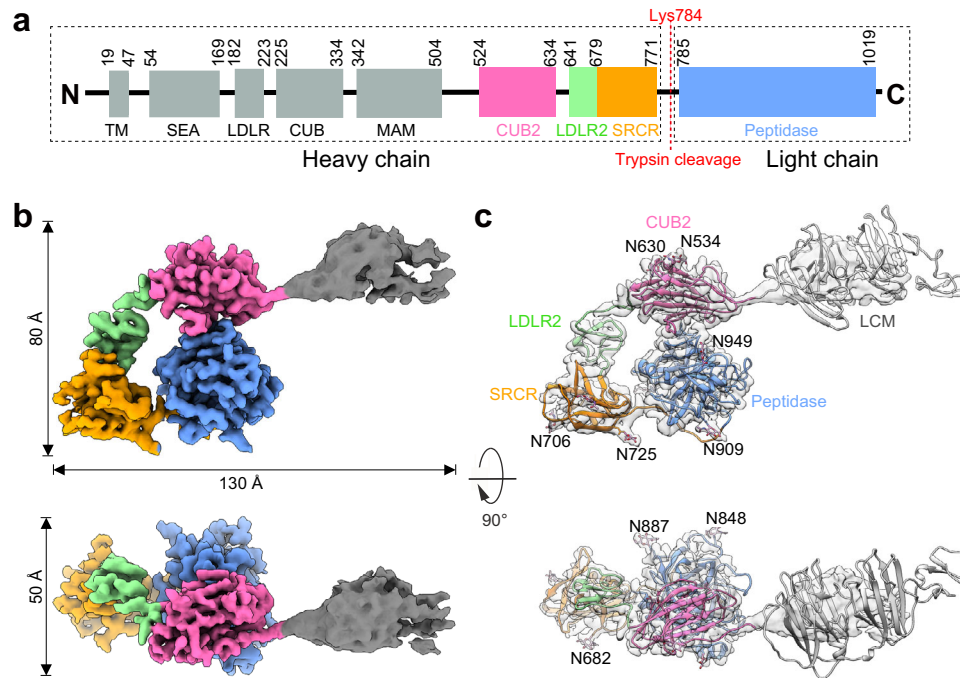 a
Lys784
19 47 54 169 182 223 225 334 342 504 524 634 641 679 771 785 1019
N C
TM SEA LDLR CUB MAM CUB2 LDLR2 SRCR Peptidase
Heavy chain Trypsin cleavage Light chain
b
80 Å
130 Å
50 Å
90°
c
CUB2
N630 N534
LCM
LDLR2
N949
SRCR
Peptidase
N706
N725 N909
N887 N848
N682